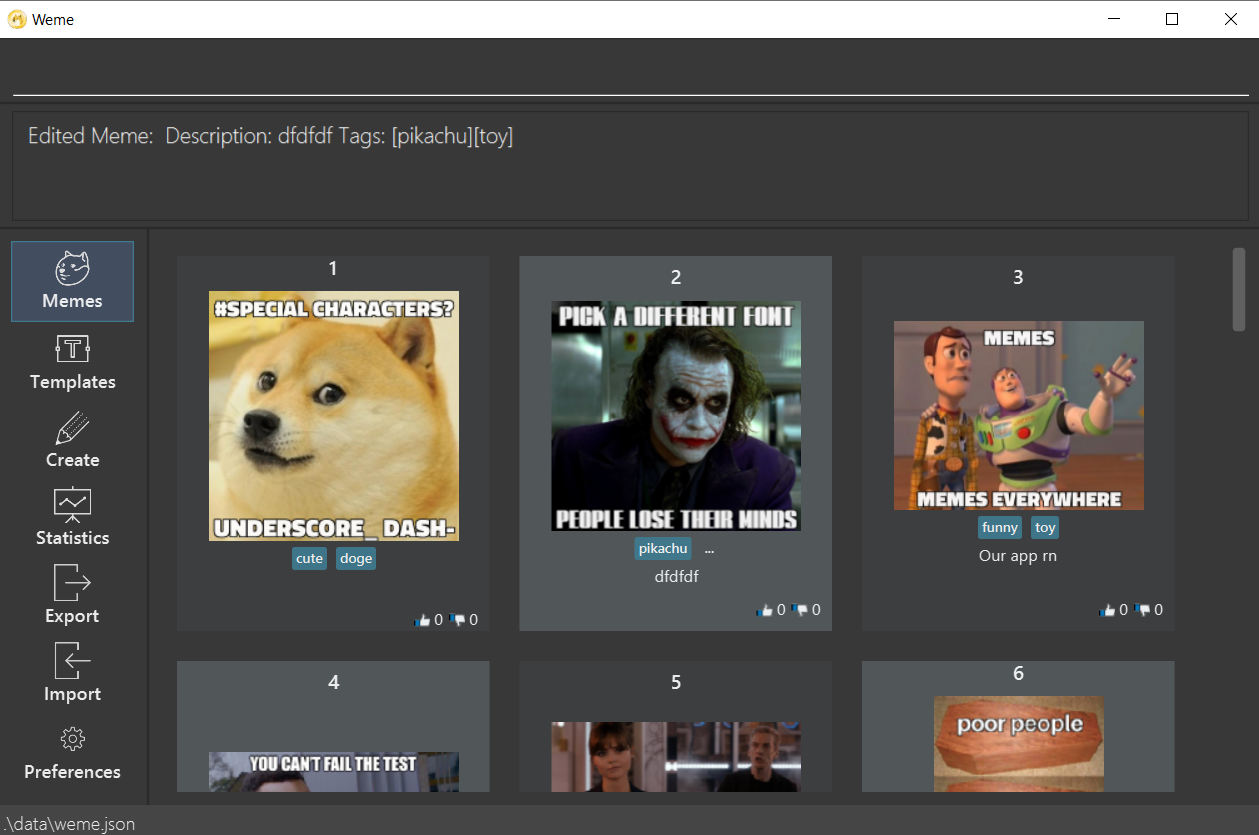 Weme
Edited Meme: Description: dfdfdf Tags: [pikachu][toy]
Memes
Templates
Create
Statistics
Export
Import
Preferences
1
#SPECIAL CHARACTERS?
UNDERSCORE_ DASH-
cute doge
0 0
2
PICK A DIFFERENT FONT
PEOPLE LOSE THEIR MINDS
pikachu ...
dfdfdf
0 0
3
MEMES
MEMES EVERYWHERE
funny toy
Our app rn
0 0
4
YOU CAN'T FAIL THE TEST
5
6
poor people
.\data\weme.json